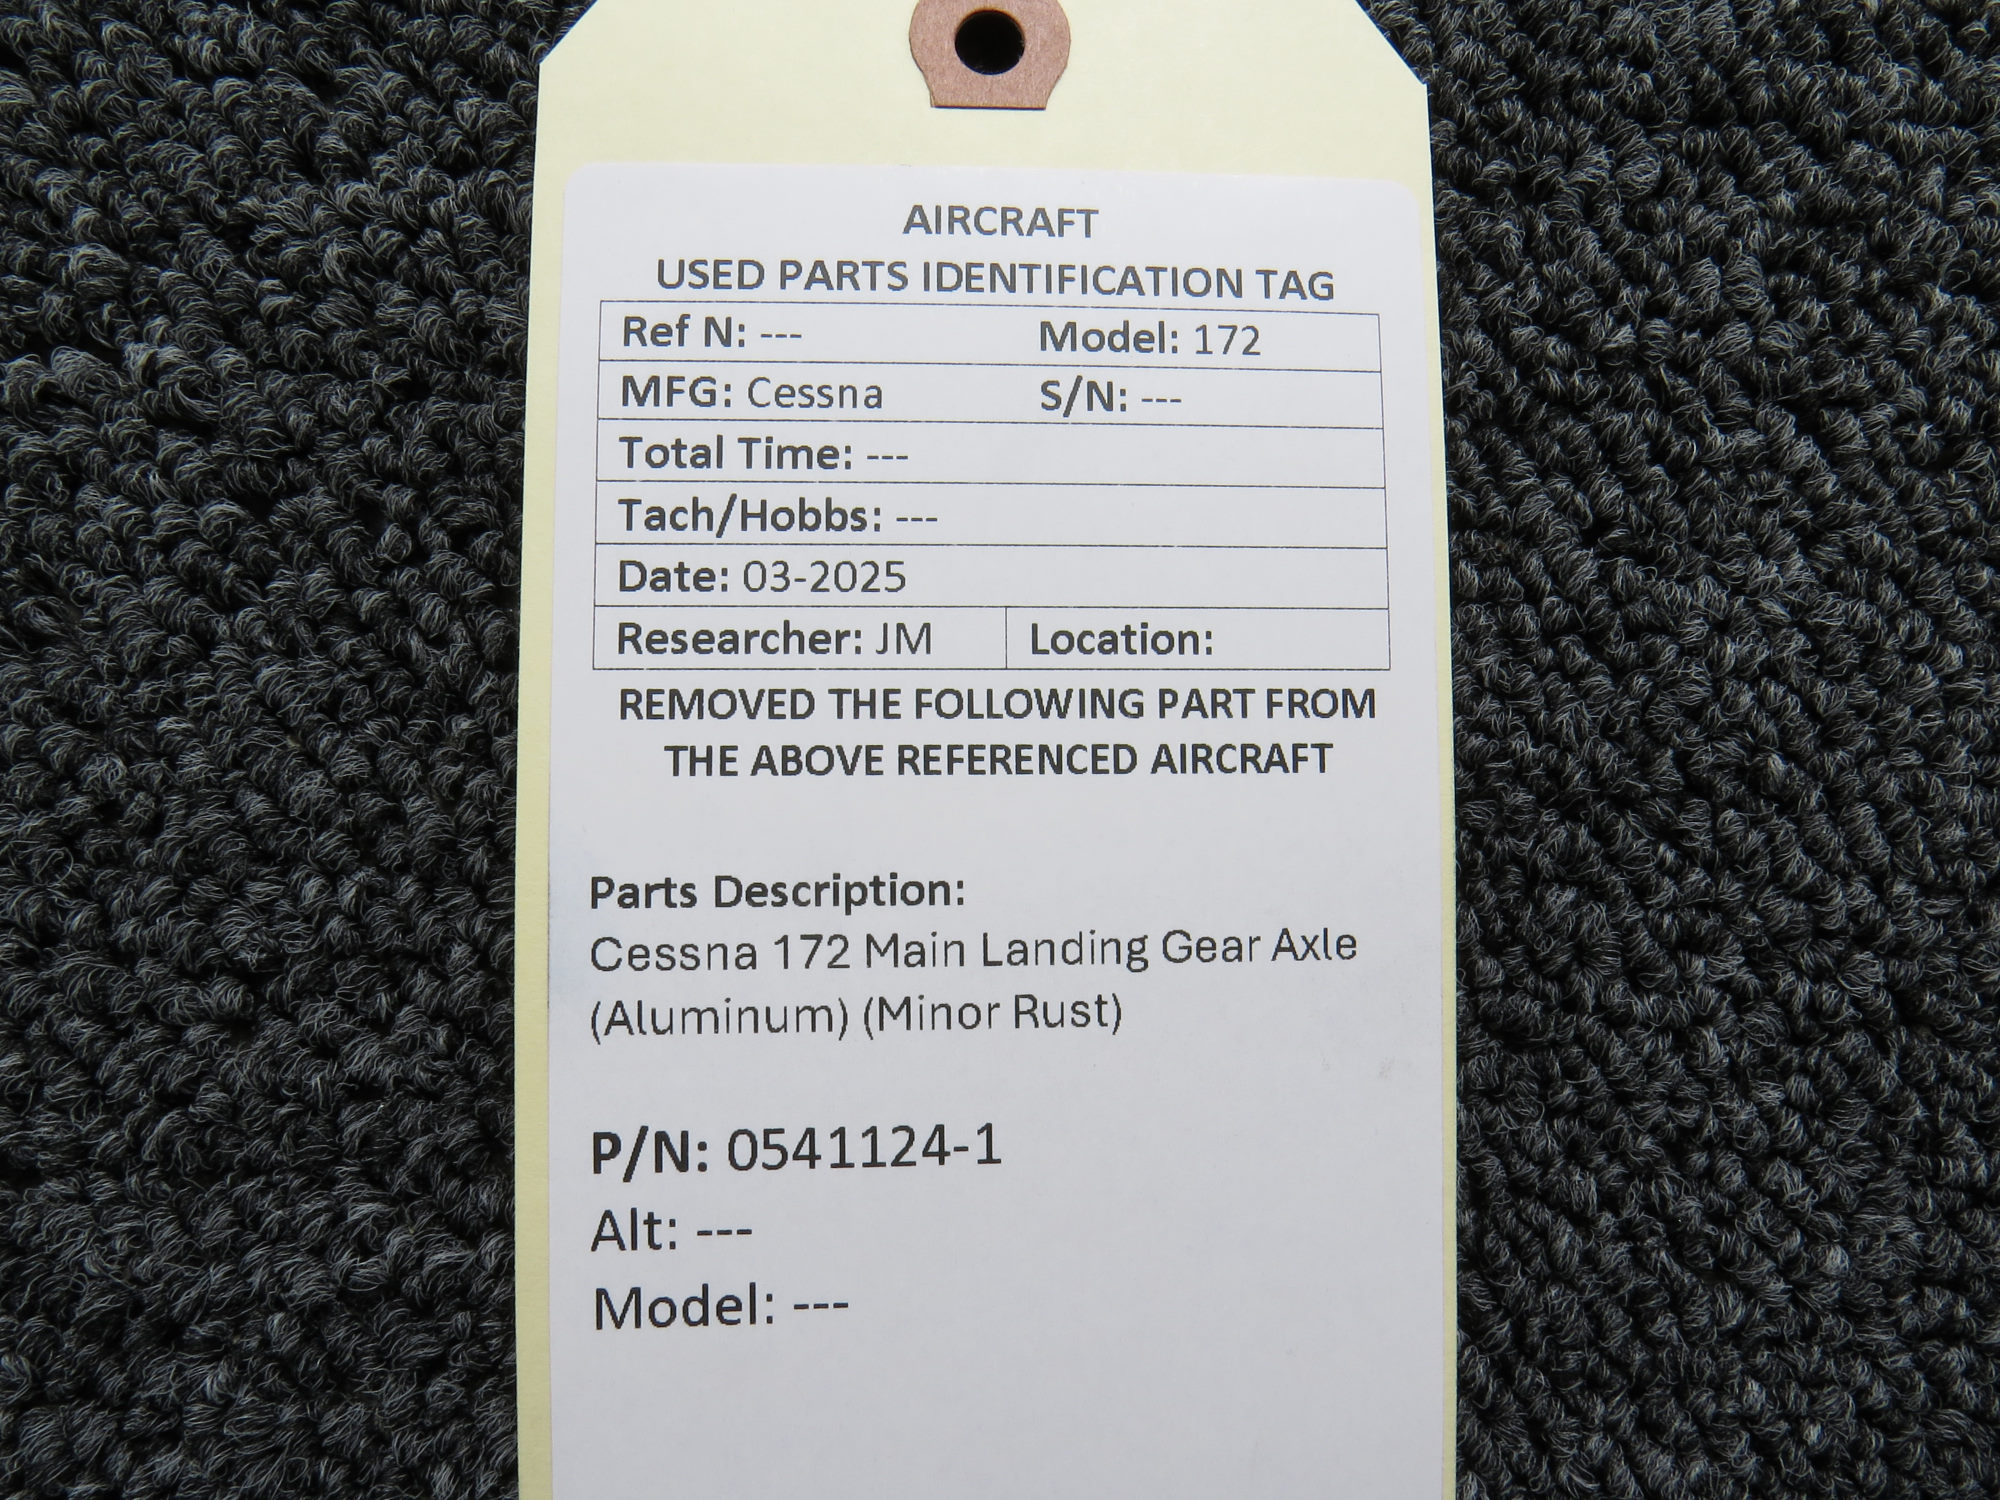 AIRCRAFT
USED PARTS IDENTIFICATION TAG
Ref N: --- Model: 172
MFG: Cessna S/N: ---
Total Time: ---
Tach/Hobbs: ---
Date: 03-2025
Researcher: JM Location:
REMOVED THE FOLLOWING PART FROM
THE ABOVE REFERENCED AIRCRAFT
Parts Description:
Cessna 172 Main Landing Gear Axle
(Aluminum) (Minor Rust)
P/N: 0541124-1
Alt: ---
Model: ---